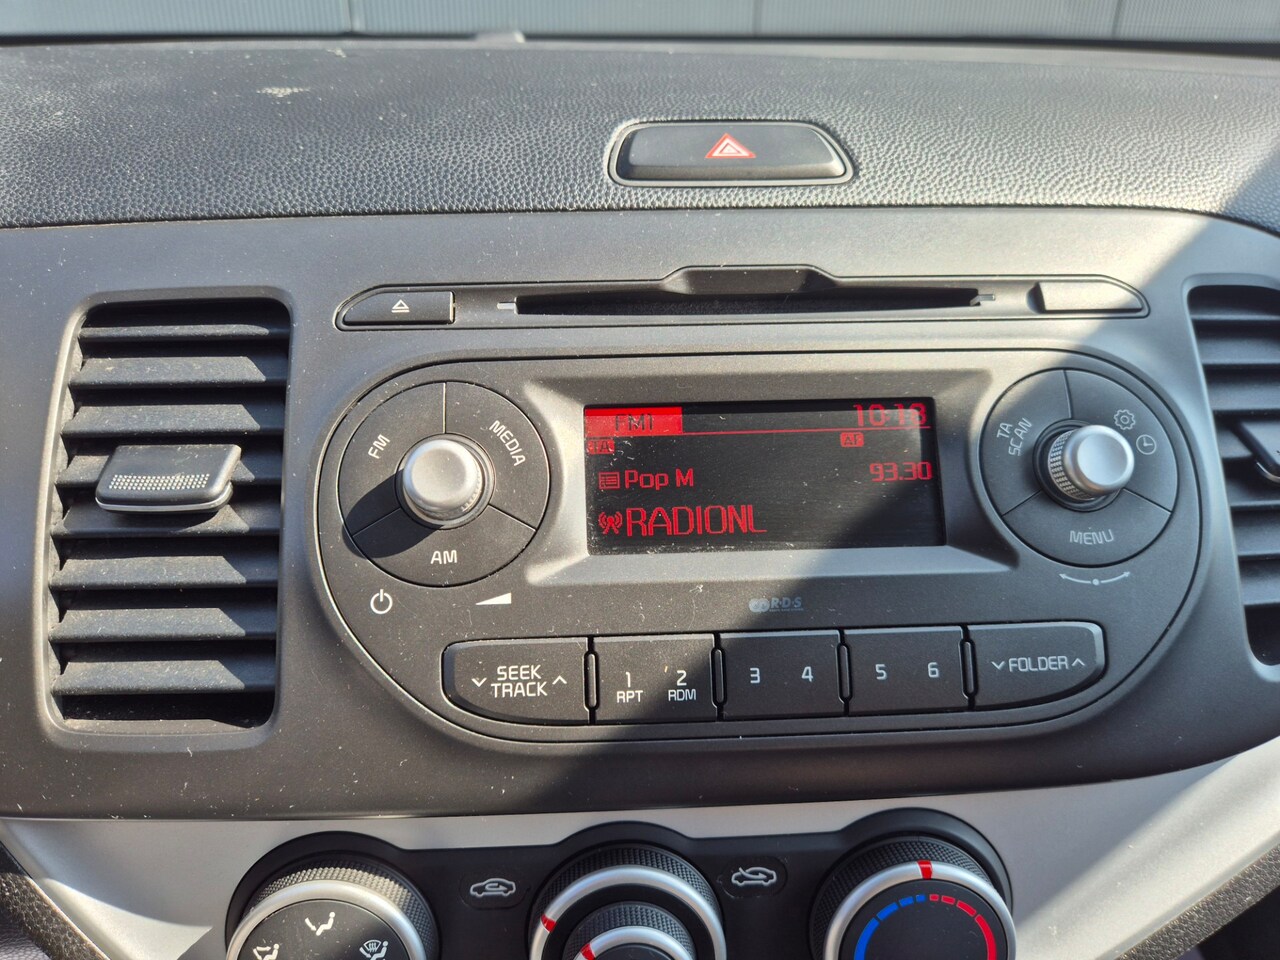 FM1 10:18
TA AF
Pop M 93.30
RADIONL
FM
MEDIA
AM
TA
SCAN
MENU
R·D·S
SEEK
TRACK
1
RPT
2
RDM
3 4
5 6
FOLDER